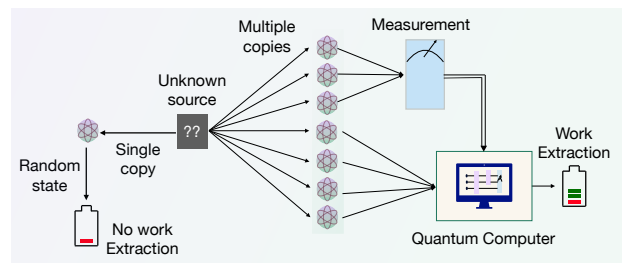 Multiple
copies
Measurement
Unknown
source
??
Single
copy
Random
state
No work
Extraction
Work
Extraction
Quantum Computer